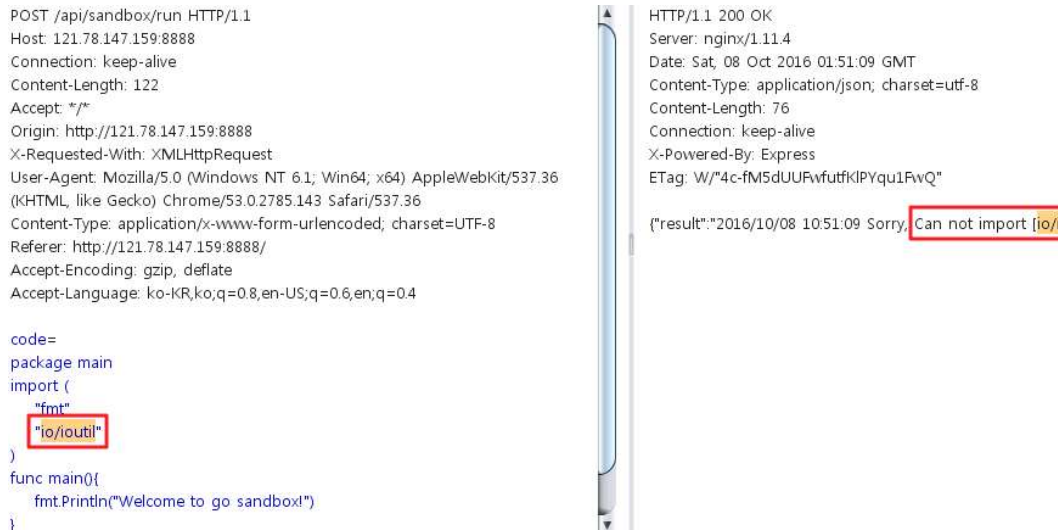 POST /api/sandbox/run HTTP/1.1
Host: 121.78.147.159:8888
Connection: keep-alive
Content-Length: 122
Accept: */*
Origin: http://121.78.147.159:8888
X-Requested-With: XMLHttpRequest
User-Agent: Mozilla/5.0 (Windows NT 6.1; Win64; x64) AppleWebKit/537.36
(KHTML, like Gecko) Chrome/53.0.2785.143 Safari/537.36
Content-Type: application/x-www-form-urlencoded; charset=UTF-8
Referer: http://121.78.147.159:8888/
Accept-Encoding: gzip, deflate
Accept-Language: ko-KR,ko;q=0.8,en-US;q=0.6,en;q=0.4
code=
package main
import (
"fmt"
"io/ioutil"
)
func main(){
fmt.Println("Welcome to go sandbox!")
}
HTTP/1.1 200 OK
Server: nginx/1.11.4
Date: Sat, 08 Oct 2016 01:51:09 GMT
Content-Type: application/json; charset=utf-8
Content-Length: 76
Connection: keep-alive
X-Powered-By: Express
ETag: W/"4c-fM5dUUFwfutfKlPYqu1FwQ"
{"result":"2016/10/08 10:51:09 Sorry, Can not import [io/